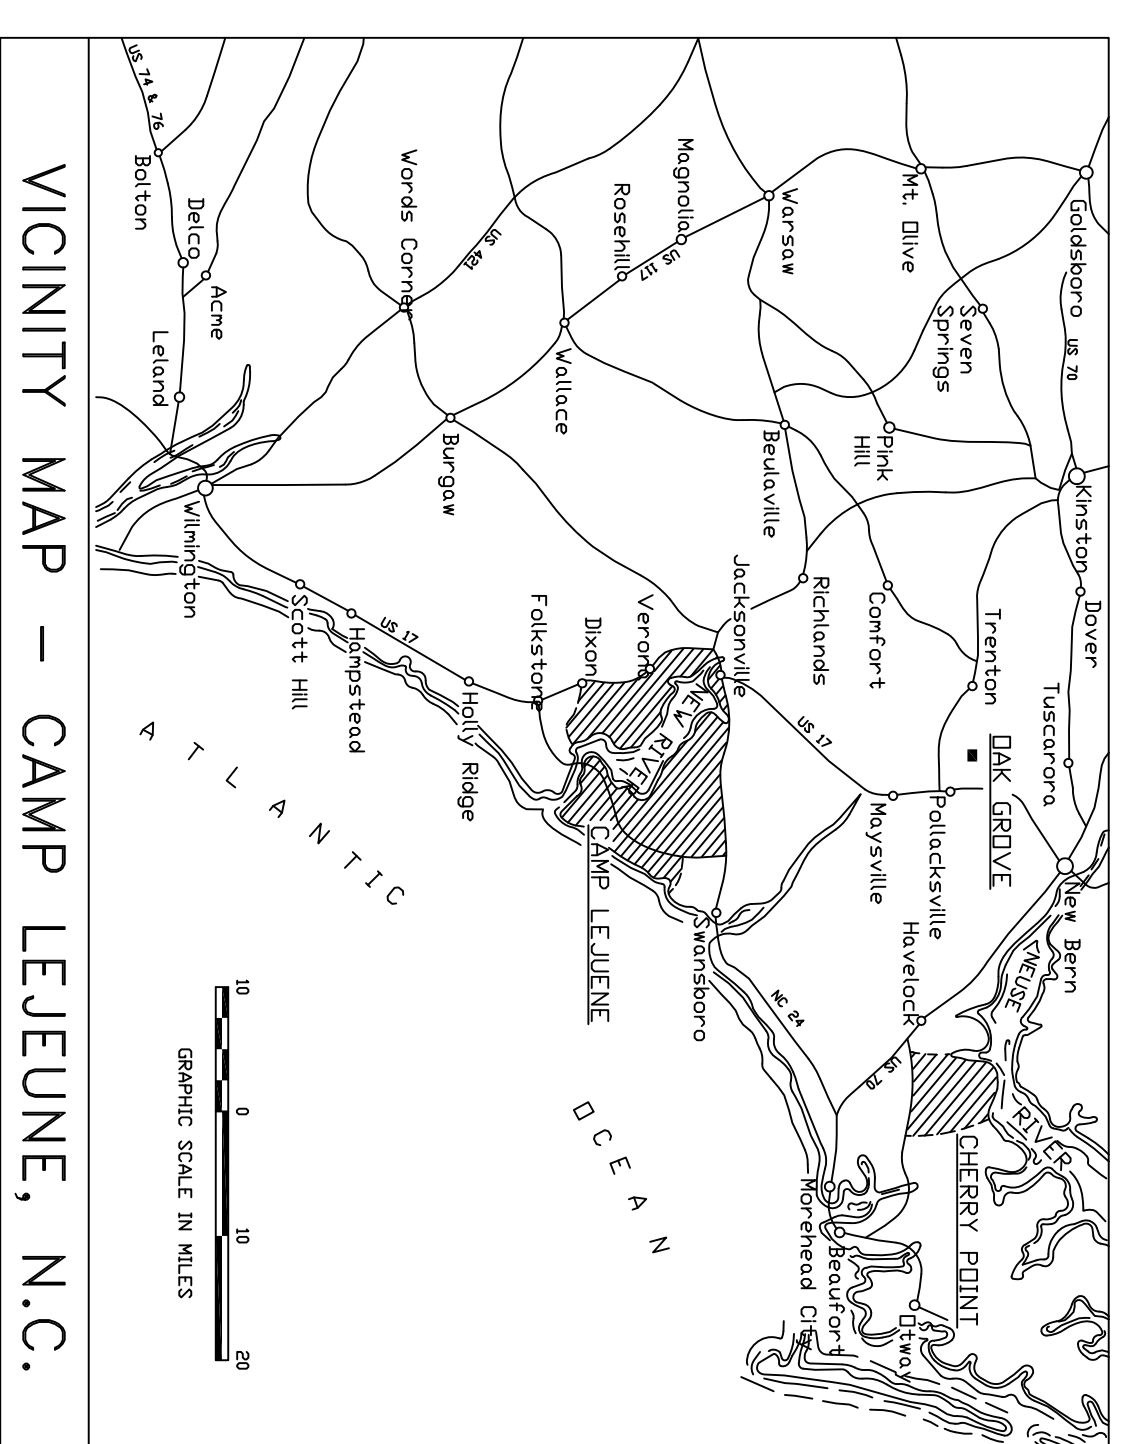 Goldsboro
US 70
Kinston
Dover
Tuscarora
New Bern
Mt. Olive
Seven
Springs
Pink
Hill
Trenton
OAK GROVE
Pollacksville
Maysville
Havelock
<NEUSE
RIVER
CHERRY POINT
US 70
Warsaw
Magnolia
Rosehill
US 117
Beulaville
Richlands
Comfort
Jacksonville
US 17
NC 24
Swansboro
Morehead City
Beaufort
Otway
US 421
Wallace
Words Corner
Burgaw
Verona
Dixon
Folkstone
NEW RIVER
CAMP LEJUENE
US 74 & 76
Bolton
Delco
Acme
Leland
Wilmington
Scott Hill
Hampstead
US 17
Holly Ridge
ATLANTIC
OCEAN
10 0 10 20
GRAPHIC SCALE IN MILES
VICINITY MAP - CAMP LEJEUNE, N.C.